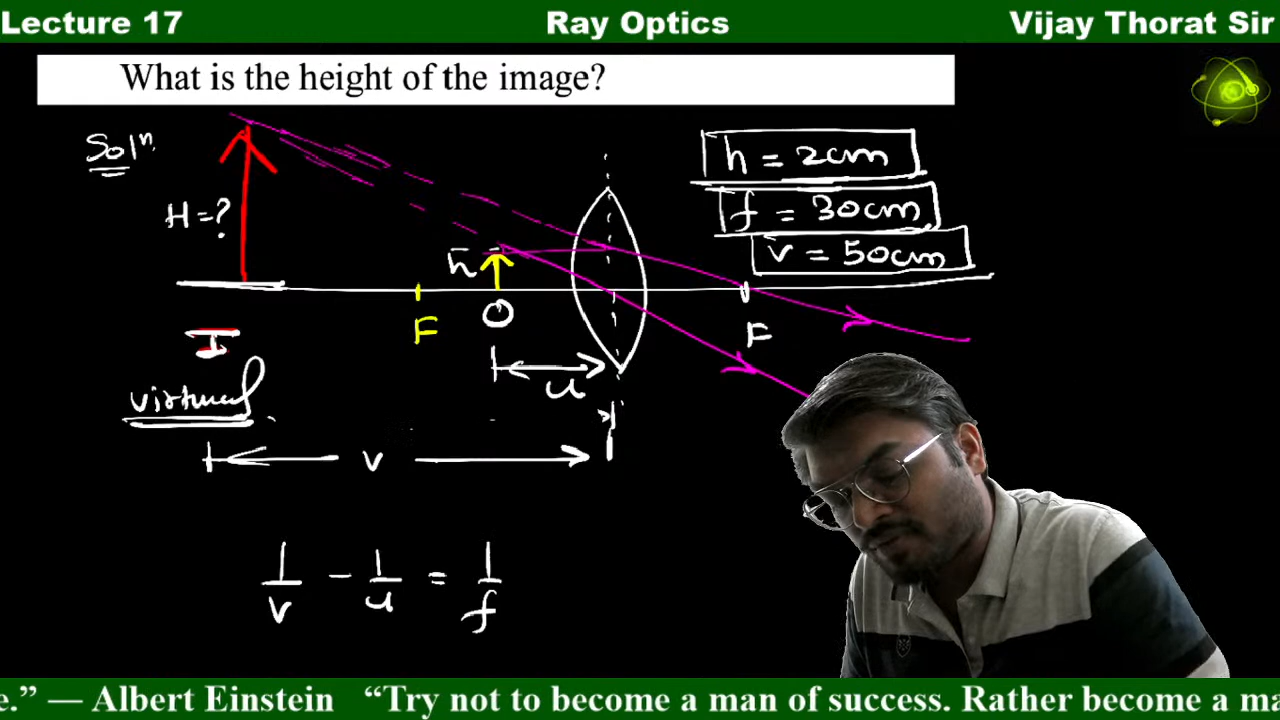 Lecture 17
Ray Optics
Vijay Thorat Sir
What is the height of the image?
Solⁿ.
h = 2cm
f = 30cm
v = 50cm
H = ?
h
F
O
F
u
I
virtual
v
1/v - 1/u = 1/f
e.” — Albert Einstein “Try not to become a man of success. Rather become a ma